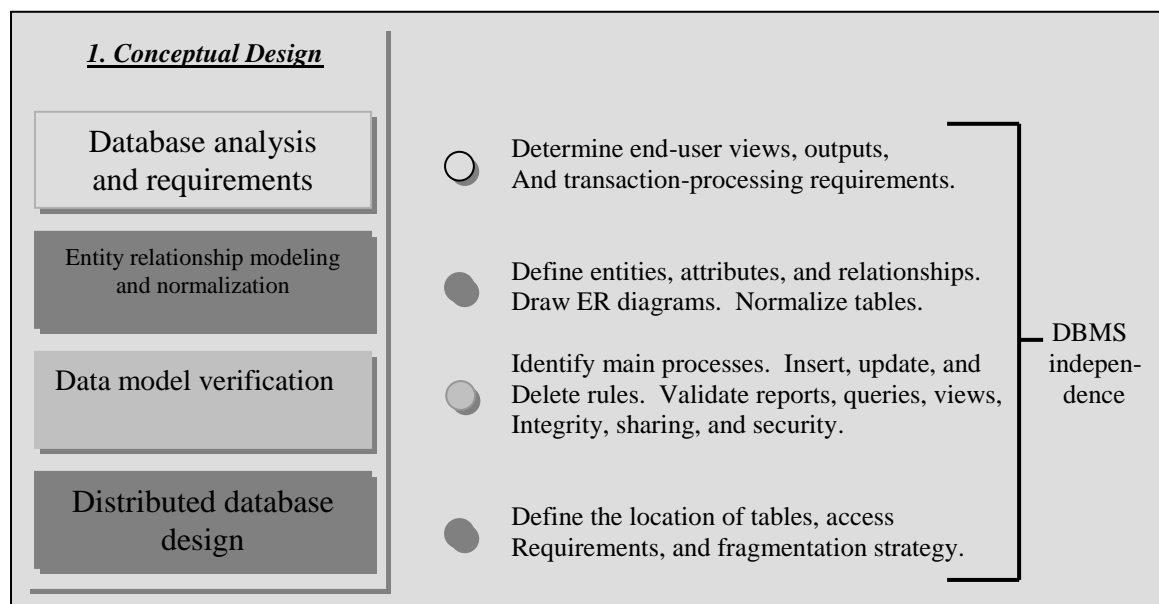 1. Conceptual Design
Database analysis
and requirements
Determine end-user views, outputs,
And transaction-processing requirements.
Entity relationship modeling
and normalization
Define entities, attributes, and relationships.
Draw ER diagrams. Normalize tables.
Data model verification
Identify main processes. Insert, update, and
Delete rules. Validate reports, queries, views,
Integrity, sharing, and security.
Distributed database
design
Define the location of tables, access
Requirements, and fragmentation strategy.
DBMS
indepen-
dence